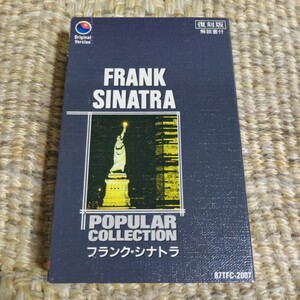 Original
Version
復刻版
解説書付
FRANK
SINATRA
POPULAR
COLLECTION
フランク・シナトラ
87TFC-2007